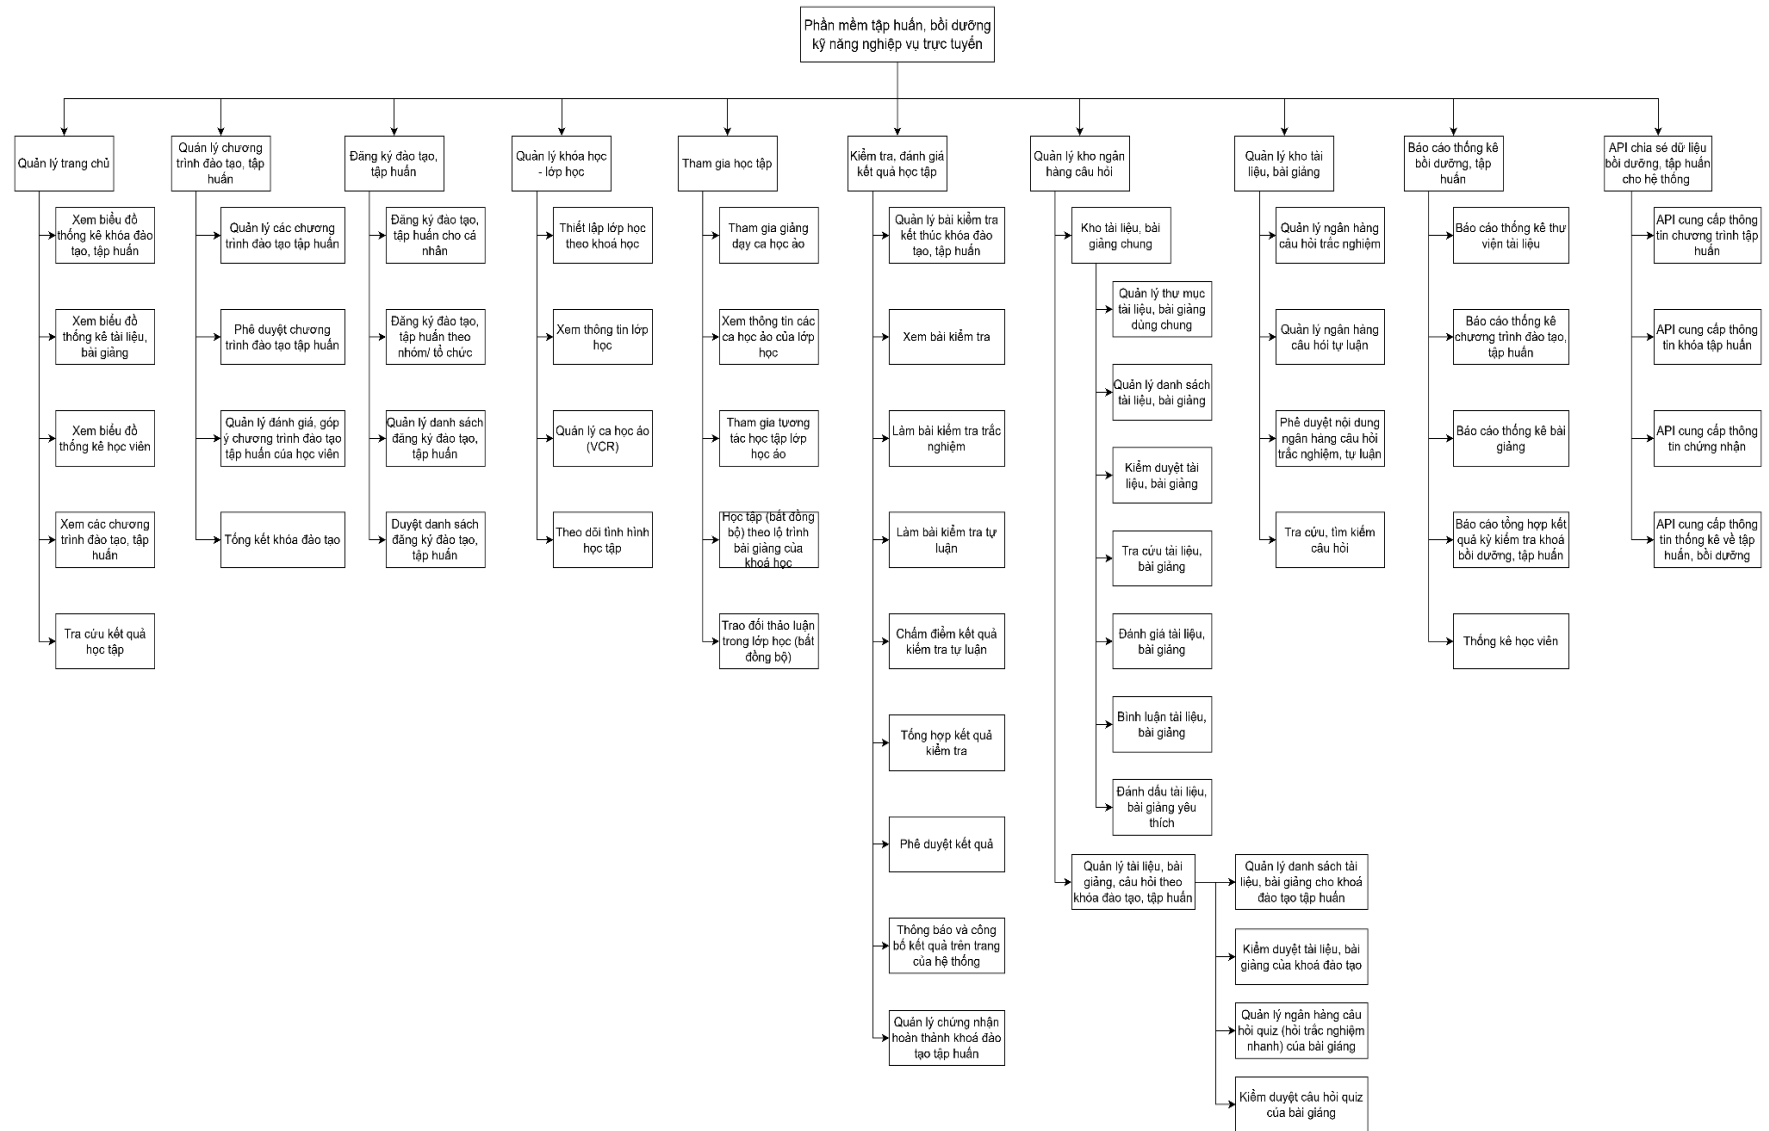 Phần mềm tập huấn, bồi dưỡng
kỹ năng nghiệp vụ trực tuyến
Quản lý trang chủ
Xem biểu đồ
thống kê khóa đào
tạo, tập huấn
Xem biểu đồ
thống kê tài liệu,
bài giảng
Xem biểu đồ
thống kê học viên
Xem các chương
trình đào tạo, tập
huấn
Tra cứu kết quả
học tập
Quản lý chương
trình đào tạo, tập
huấn
Quản lý các chương
trình đào tạo tập huấn
Phê duyệt chương
trình đào tạo tập huấn
Quản lý đánh giá, góp
ý chương trình đào tạo
tập huấn của học viên
Tổng kết khóa đào tạo
Đăng ký đào tạo,
tập huấn
Đăng ký đào tạo,
tập huấn cho cá
nhân
Đăng ký đào tạo,
tập huấn theo
nhóm/ tổ chức
Quản lý danh sách
đăng ký đào tạo,
tập huấn
Duyệt danh sách
đăng ký đào tạo,
tập huấn
Quản lý khóa học
- lớp học
Thiết lập lớp học
theo khoá học
Xem thông tin lớp
học
Quản lý ca học ảo
(VCR)
Theo dõi tình hình
học tập
Tham gia học tập
Tham gia giảng
dạy ca học ảo
Xem thông tin các
ca học ảo của lớp
học
Tham gia tương
tác học tập lớp
học ảo
Học tập (bất đồng
bộ) theo lộ trình
bài giảng của
khoá học
Trao đổi thảo luận
trong lớp học (bất
đồng bộ)
Kiểm tra, đánh giá
kết quả học tập
Quản lý bài kiểm tra
kết thúc khóa đào
tạo, tập huấn
Xem bài kiểm tra
Làm bài kiểm tra trắc
nghiệm
Làm bài kiểm tra tự
luận
Chấm điểm kết quả
kiểm tra tự luận
Tổng hợp kết quả
kiểm tra
Phê duyệt kết quả
Thông báo và công
bố kết quả trên trang
của hệ thống
Quản lý chứng nhận
hoàn thành khoá đào
tạo tập huấn
Quản lý kho ngân
hàng câu hỏi
Kho tài liệu, bài
giảng chung
Quản lý thư mục
tài liệu, bài giảng
dùng chung
Quản lý danh sách
tài liệu, bài giảng
Kiểm duyệt tài
liệu, bài giảng
Tra cứu tài liệu,
bài giảng
Đánh giá tài liệu,
bài giảng
Bình luận tài liệu,
bài giảng
Đánh dấu tài liệu,
bài giảng yêu
thích
Quản lý tài liệu, bài
giảng, câu hỏi theo
khóa đào tạo, tập huấn
Quản lý danh sách tài
liệu, bài giảng cho khoá
đào tạo tập huấn
Kiểm duyệt tài liệu, bài
giảng của khoá đào tạo
Quản lý ngân hàng câu
hỏi quiz (hỏi trắc nghiệm
nhanh) của bài giảng
Kiểm duyệt câu hỏi quiz
của bài giảng
Quản lý kho tài
liệu, bài giảng
Quản lý ngân hàng
câu hỏi trắc nghiệm
Quản lý ngân hàng
câu hỏi tự luận
Phê duyệt nội dung
ngân hàng câu hỏi
trắc nghiệm, tự luận
Tra cứu, tìm kiếm
câu hỏi
Báo cáo thống kê
bồi dưỡng, tập
huấn
Báo cáo thống kê thư
viện tài liệu
Báo cáo thống kê
chương trình đào tạo,
tập huấn
Báo cáo thống kê bài
giảng
Báo cáo tổng hợp kết
quả kỳ kiểm tra khoá
bồi dưỡng, tập huấn
Thống kê học viên
API chia sẻ dữ liệu
bồi dưỡng, tập huấn
cho hệ thống
API cung cấp thông
tin chương trình tập
huấn
API cung cấp thông
tin khóa tập huấn
API cung cấp thông
tin chứng nhận
API cung cấp thông
tin thống kê về tập
huấn, bồi dưỡng